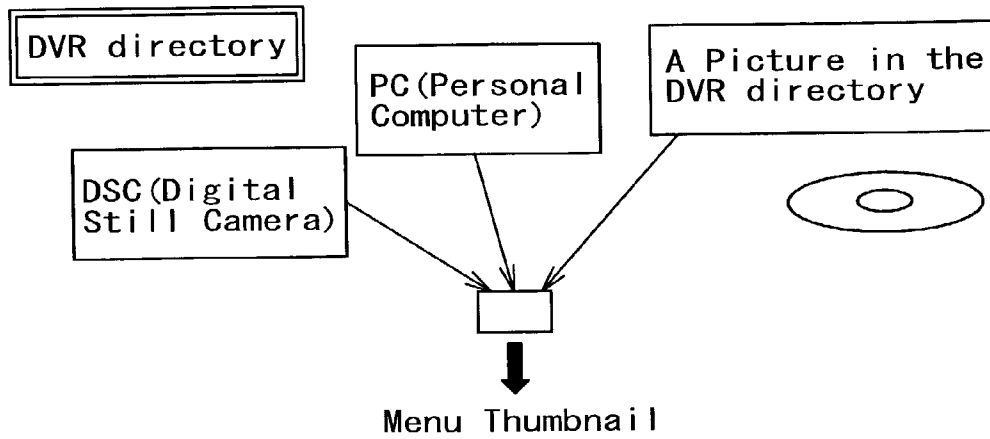 DVR directory
PC(Personal
Computer)
A Picture in the
DVR directory
DSC(Digital
Still Camera)
Menu Thumbnail